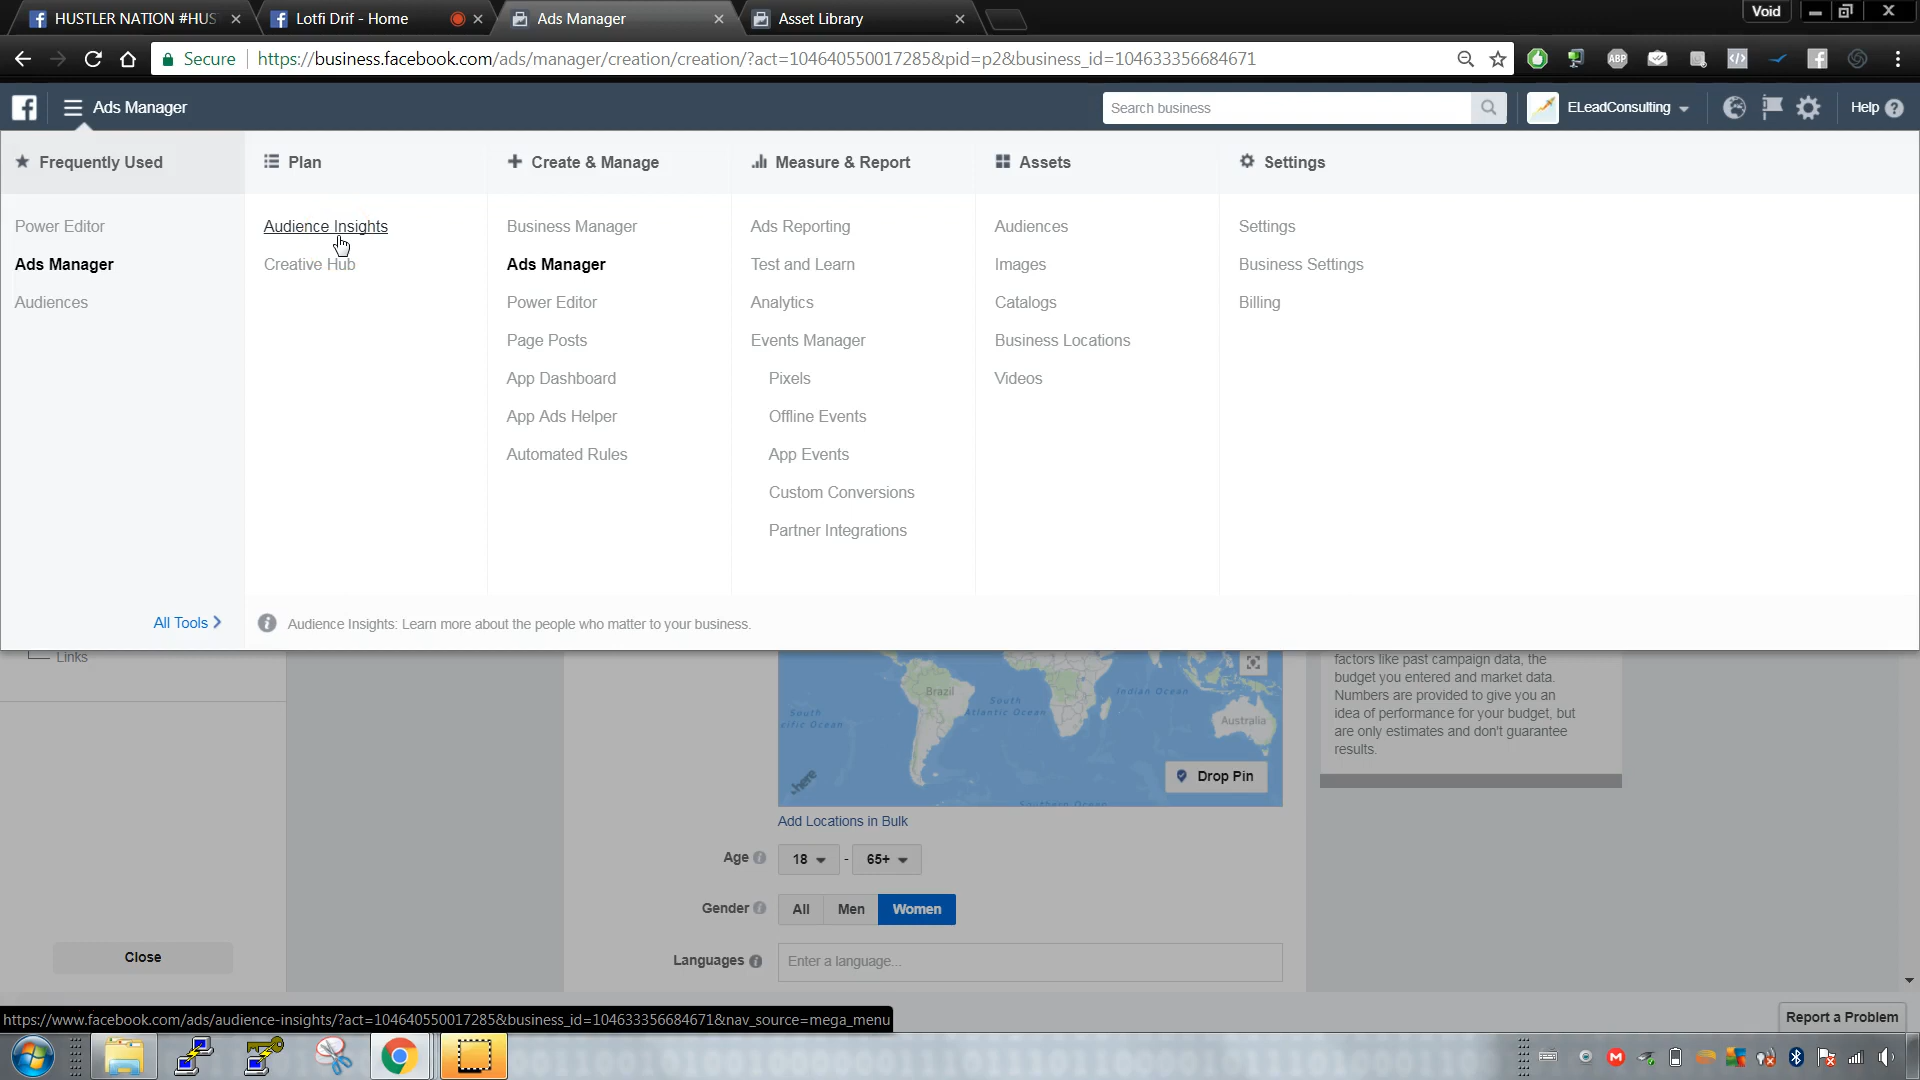 HUSTLER NATION #HUS
Lotfi Drif - Home
Ads Manager
Asset Library
Void
Secure
https://business.facebook.com/ads/manager/creation/creation/?act=104640550017285&pid=p2&business_id=104633356684671
ABP
Ads Manager
Search business
ELeadConsulting
Help
Frequently Used
Plan
Create & Manage
Measure & Report
Assets
Settings
Power Editor
Audience Insights
Business Manager
Ads Reporting
Audiences
Settings
Ads Manager
Creative Hub
Ads Manager
Test and Learn
Images
Business Settings
Audiences
Power Editor
Analytics
Catalogs
Billing
Page Posts
Events Manager
Business Locations
App Dashboard
Pixels
Videos
App Ads Helper
Offline Events
Automated Rules
App Events
Custom Conversions
Partner Integrations
All Tools
Audience Insights: Learn more about the people who matter to your business.
Links
factors like past campaign data, the
budget you entered and market data.
Numbers are provided to give you an
idea of performance for your budget, but
are only estimates and don't guarantee
results.
Brazil
South
Atlantic Ocean
Indian Ocean
South
cific Ocean
Australia
here
Southern Ocean
Drop Pin
Add Locations in Bulk
Age
18
-
65+
Gender
All
Men
Women
Languages
Enter a language...
Close
https://www.facebook.com/ads/audience-insights/?act=104640550017285&business_id=104633356684671&nav_source=mega_menu
Report a Problem